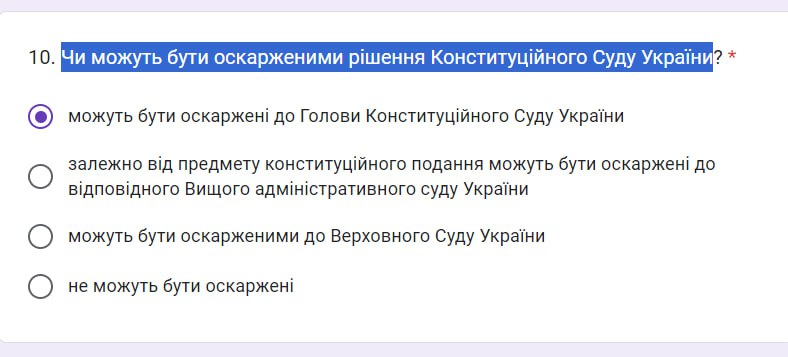 10. Чи можуть бути оскарженими рішення Конституційного Суду України? *
можуть бути оскаржені до Голови Конституційного Суду України
залежно від предмету конституційного подання можуть бути оскаржені до
відповідного Вищого адміністративного суду України
можуть бути оскарженими до Верховного Суду України
не можуть бути оскаржені